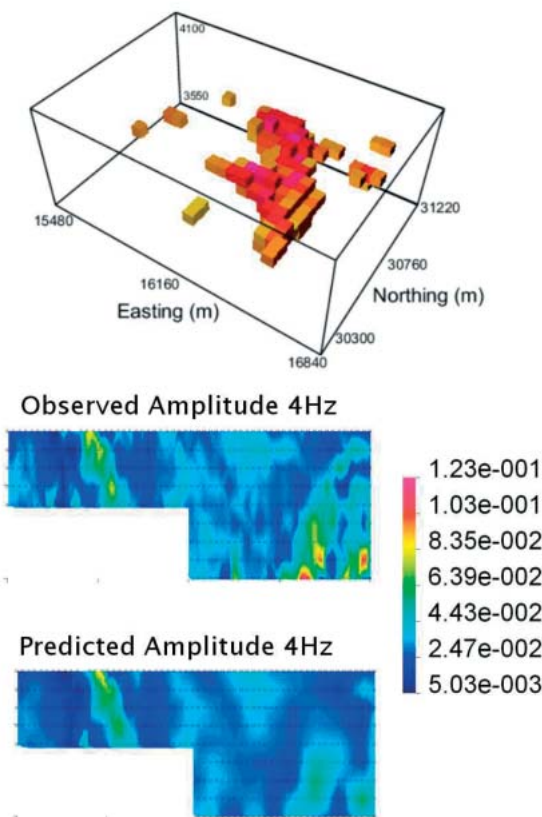 4100
3550
15480
31220
16160
30760
Easting (m)
Northing (m)
30300
16840
Observed Amplitude 4Hz
1.23e-001
1.03e-001
8.35e-002
6.39e-002
4.43e-002
2.47e-002
5.03e-003
Predicted Amplitude 4Hz